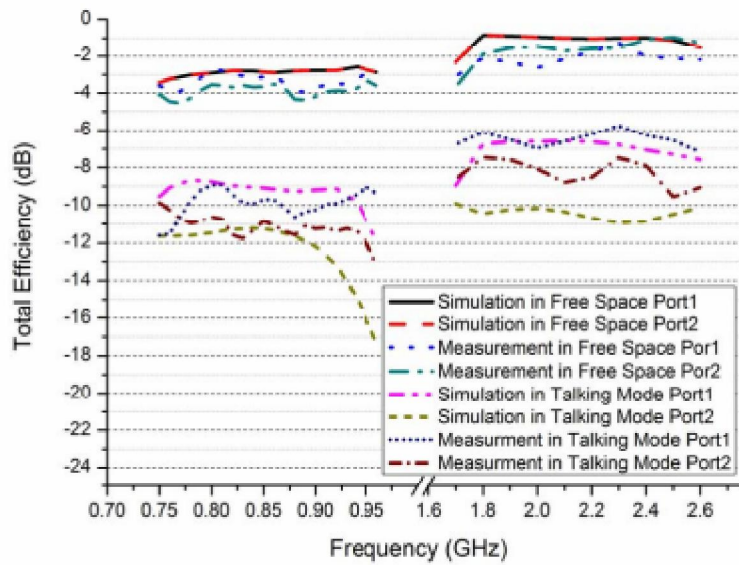 0
-2
-4
-6
-8
-10
-12
-14
-16
-18
-20
-22
-24
Total Efficiency (dB)
Simulation in Free Space Port1
Simulation in Free Space Port2
Measurement in Free Space Por1
Measurement in Free Space Por2
Simulation in Talking Mode Port1
Simulation in Talking Mode Port2
Measurment in Talking Mode Port1
Measurment in Talking Mode Port2
0.70 0.75 0.80 0.85 0.90 0.95 1.6 1.8 2.0 2.2 2.4 2.6
Frequency (GHz)